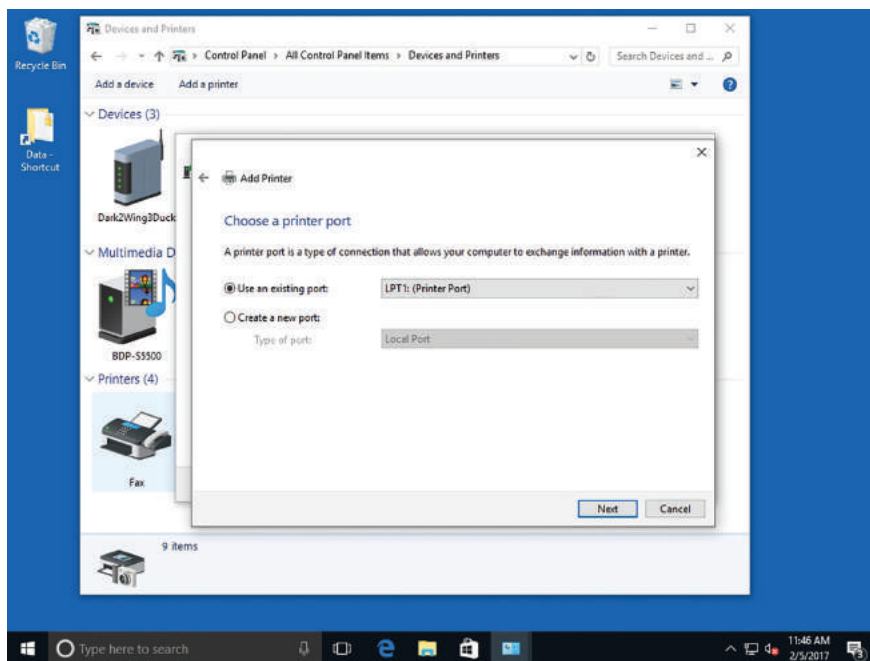 Recycle Bin
Data -
Shortcut
Devices and Printers
Control Panel > All Control Panel Items > Devices and Printers
Search Devices and ...
Add a device Add a printer
Devices (3)
Dark2Wing3Duck
Multimedia D
BDP-S5500
Printers (4)
Fax
9 items
Add Printer
Choose a printer port
A printer port is a type of connection that allows your computer to exchange information with a printer.
Use an existing port: LPT1: (Printer Port)
Create a new port:
Type of port: Local Port
Next Cancel
Type here to search
11:46 AM
2/5/2017
3